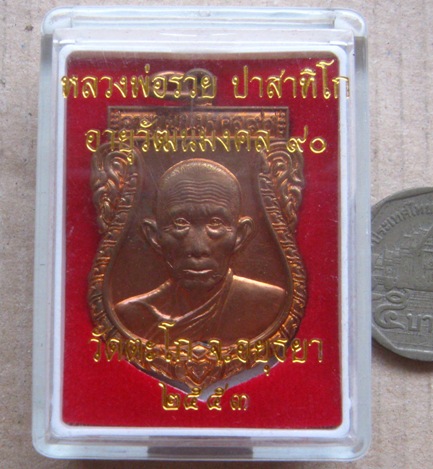 หลวงพ่อรวย ปาสาทิโก
อายุวัฒนมงคล ๙๐
วัดตะโก จ.อยุธยา
๒๕๕๓